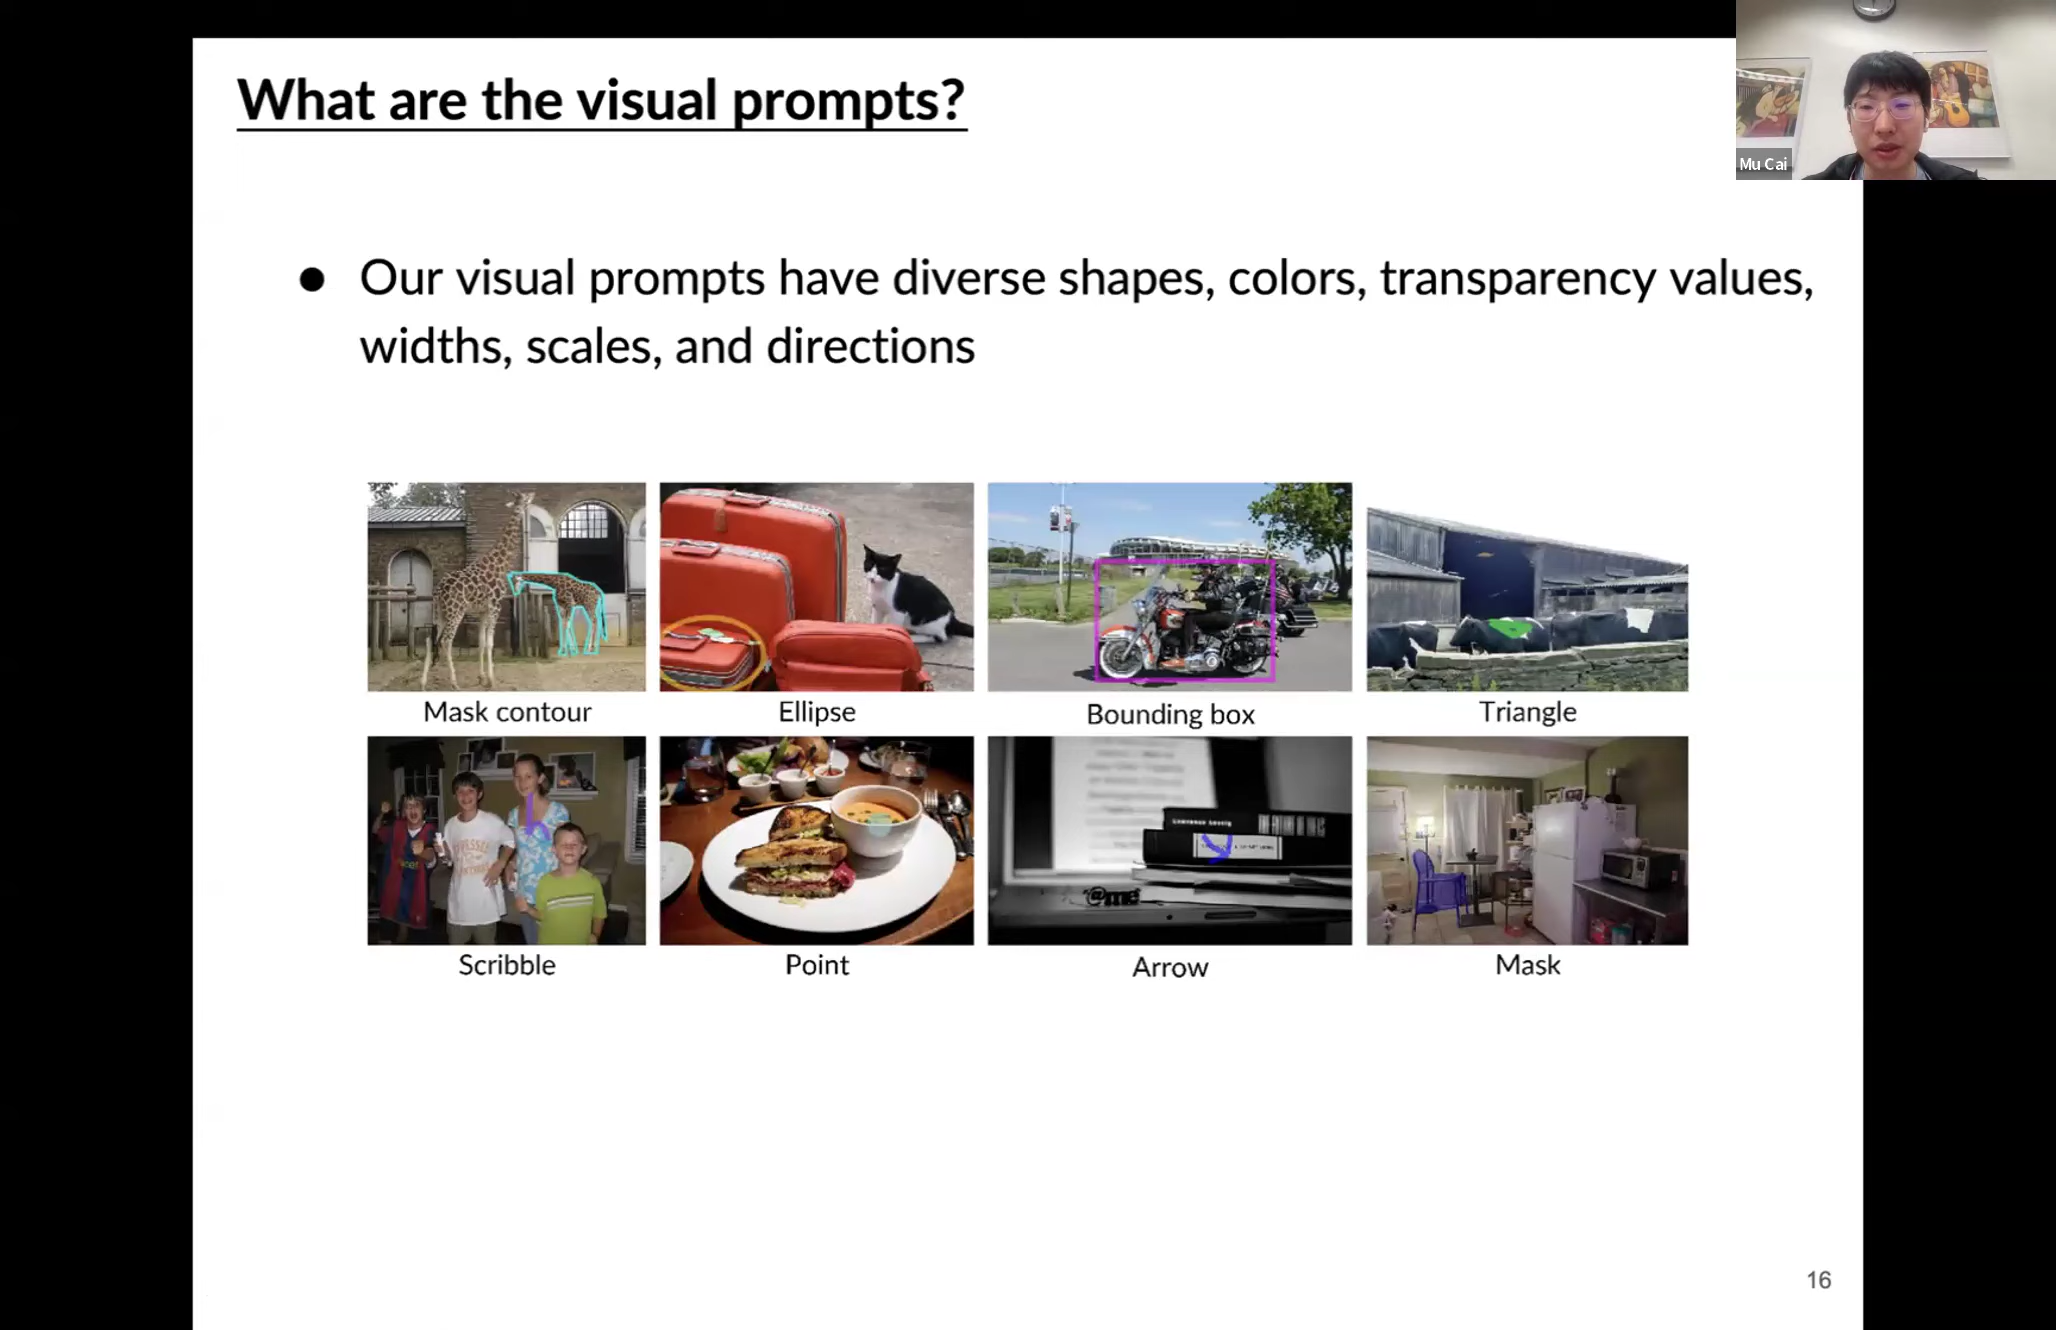 What are the visual prompts?
Mu Cai
● Our visual prompts have diverse shapes, colors, transparency values,
widths, scales, and directions
Mask contour
Ellipse
Bounding box
Triangle
@me
Scribble
Point
Arrow
Mask
16